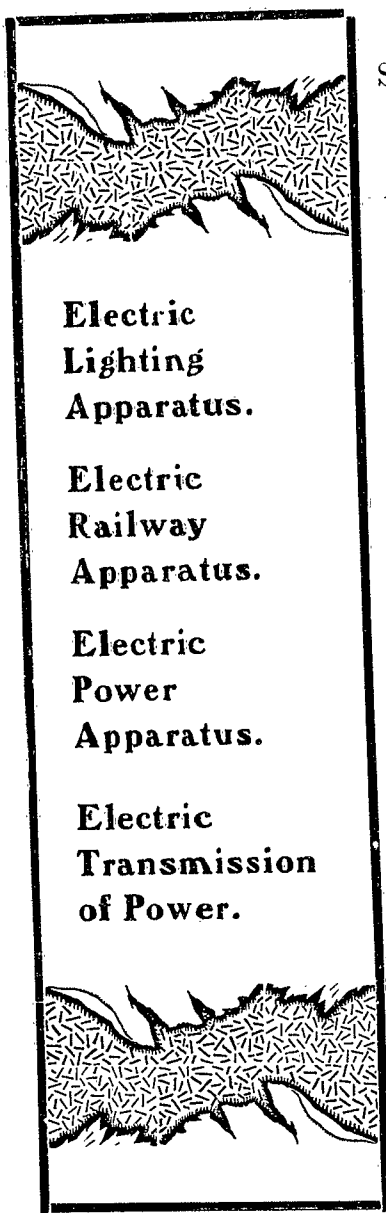 Electric
Lighting
Apparatus.
Electric
Railway
Apparatus.
Electric
Power
Apparatus.
Electric
Transmission
of Power.